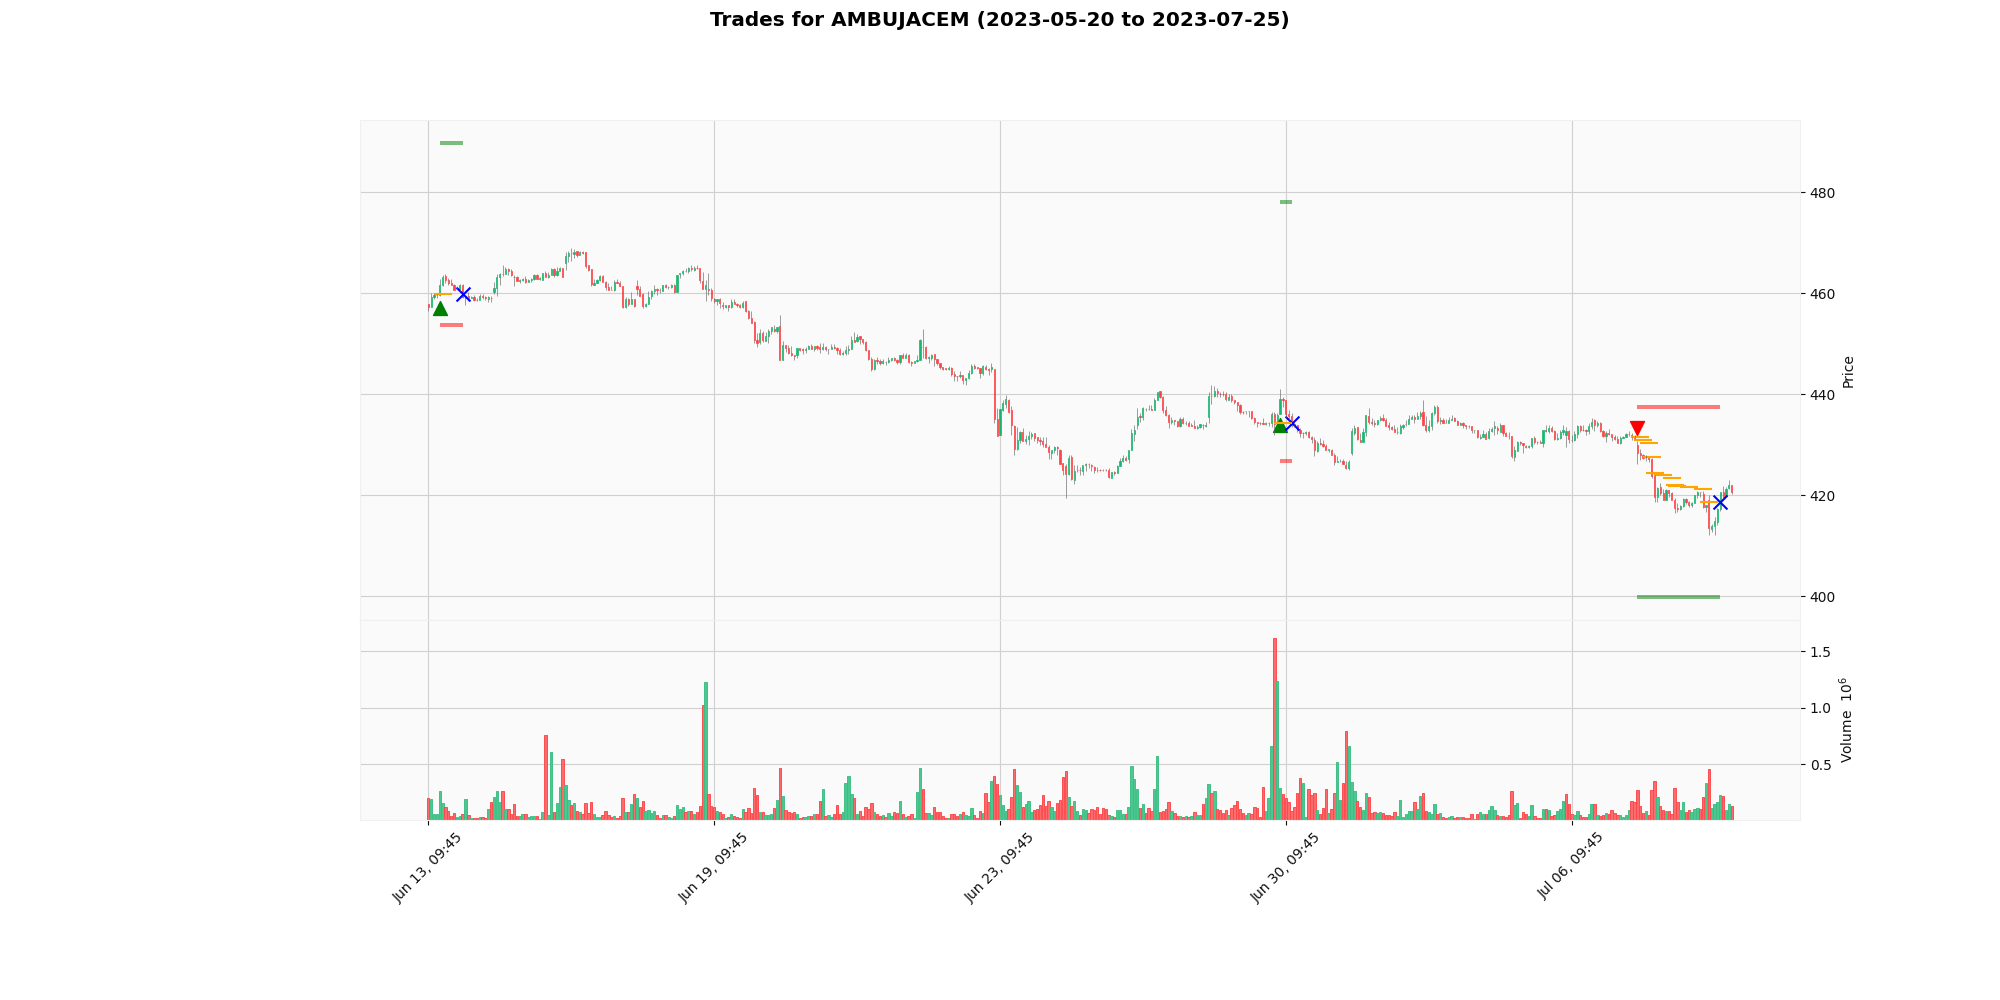 Trades for AMBUJACEM (2023-05-20 to 2023-07-25)
480
460
440
420
400
Price
1.5
1.0
0.5
Volume 10⁶
Jun 13, 09:45
Jun 19, 09:45
Jun 23, 09:45
Jun 30, 09:45
Jul 06, 09:45